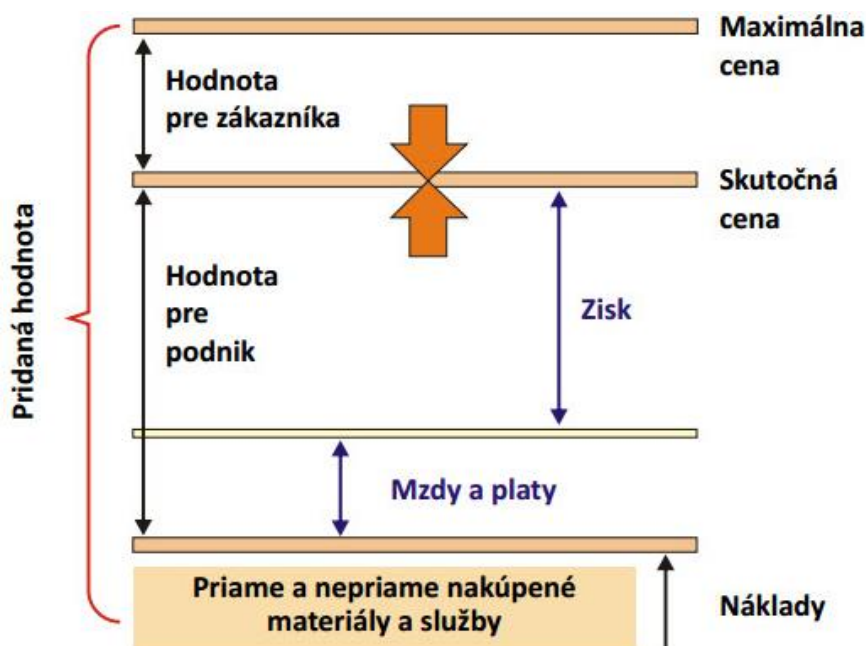 Maximálna
cena
Hodnota
pre zákazníka
Skutočná
cena
Pridaná hodnota
Hodnota
pre
podnik
Zisk
Mzdy a platy
Priame a nepriame nakúpené
materiály a služby
Náklady